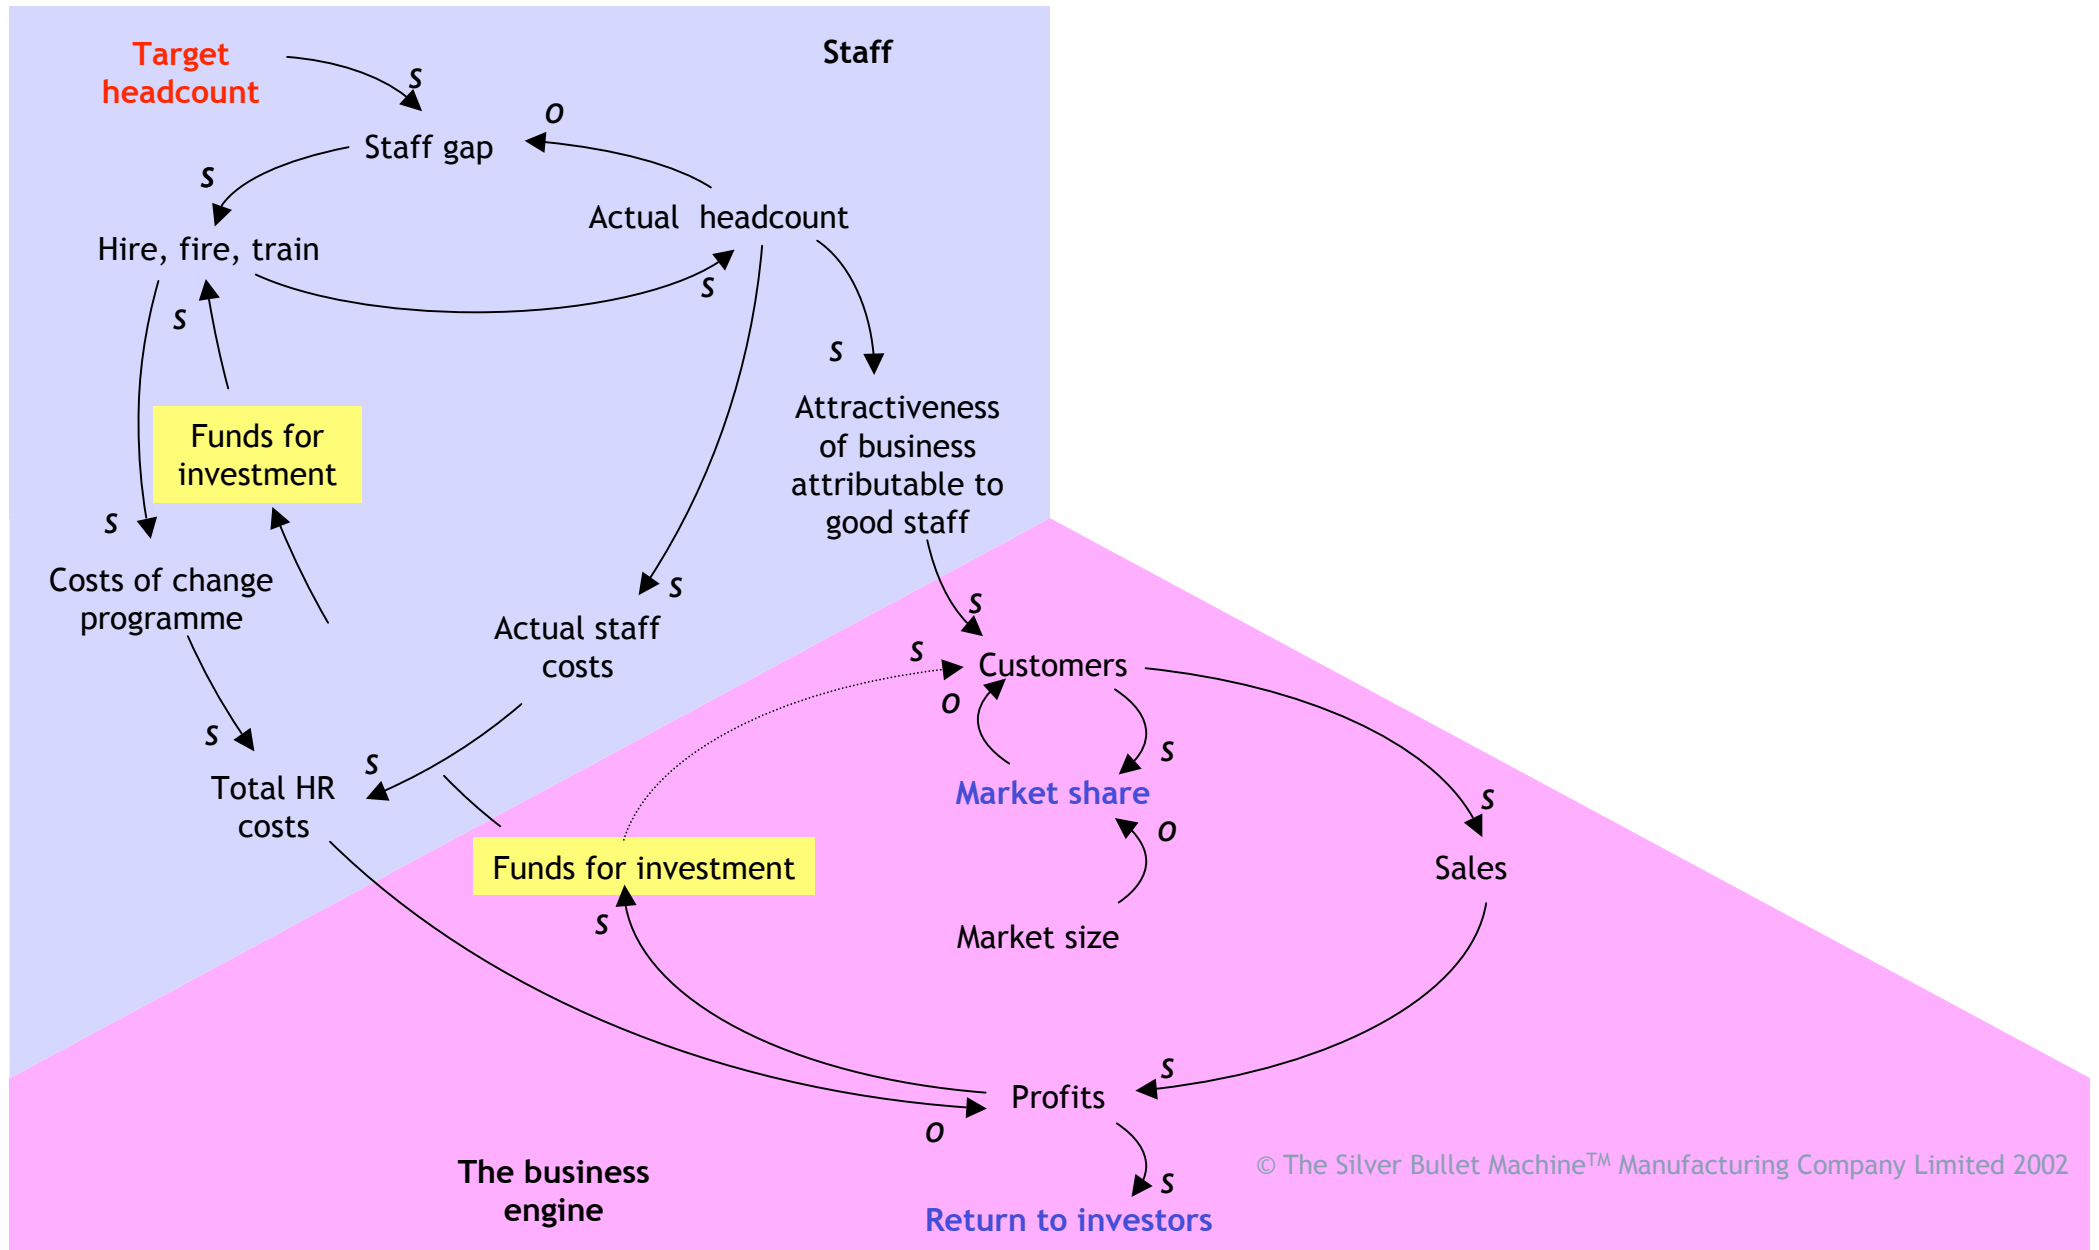 Target
headcount
Staff
S
O
Staff gap
S
Actual headcount
Hire, fire, train
S
S
S
Attractiveness
of business
attributable to
good staff
Funds for
investment
S
Costs of change
programme
S
Actual staff
costs
S
S
Customers
O
S
S
S
Market share
Total HR
costs
S
O
Funds for investment
Sales
S
Market size
S
Profits
O
The business
engine
© The Silver Bullet Machine™ Manufacturing Company Limited 2002
S
Return to investors